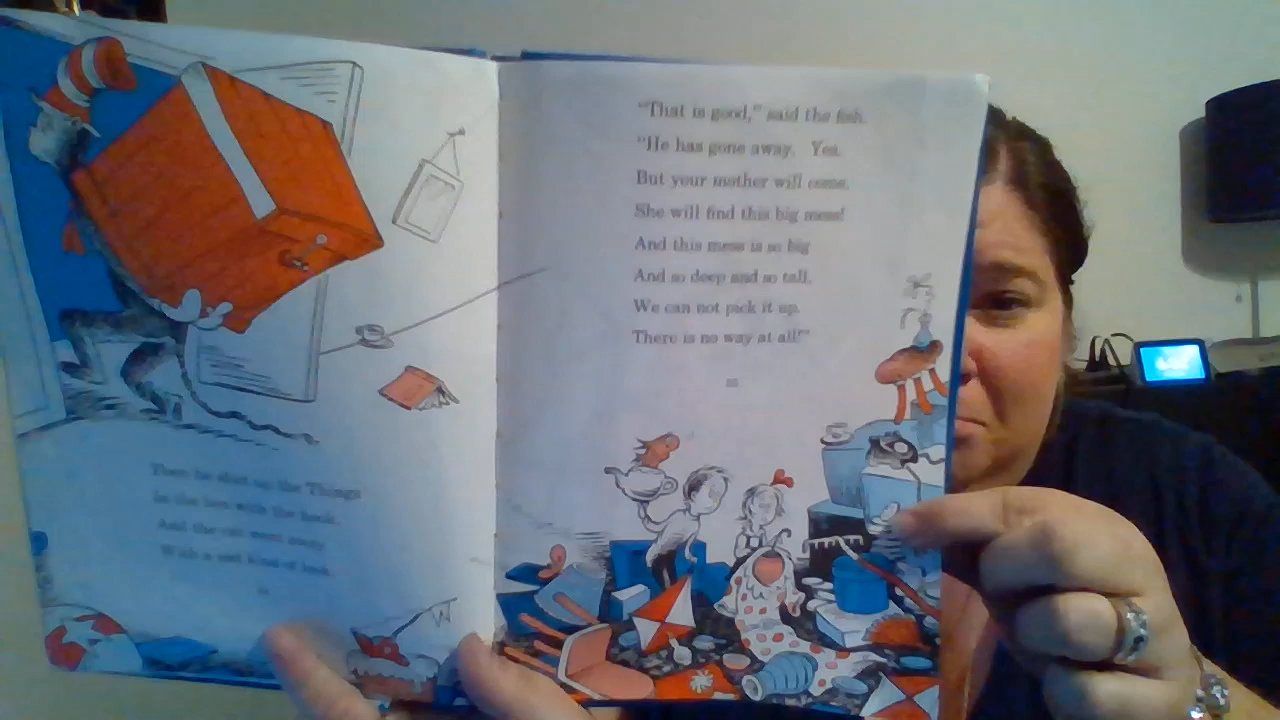 Then he shut up the Things
In the box with the hook.
And the cat went away
With a sad kind of look.
"That is good," said the fish.
"He has gone away. Yes.
But your mother will come.
She will find this big mess!
And this mess is so big
And so deep and so tall,
We can not pick it up.
There is no way at all!"